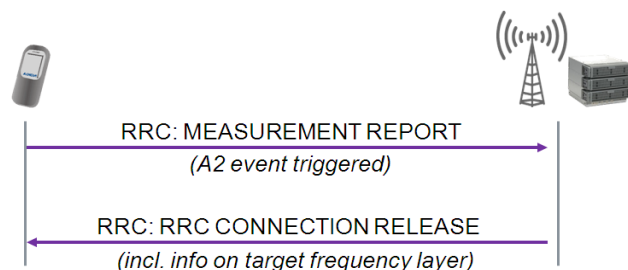 RRC: MEASUREMENT REPORT
(A2 event triggered)
RRC: RRC CONNECTION RELEASE
(incl. info on target frequency layer)